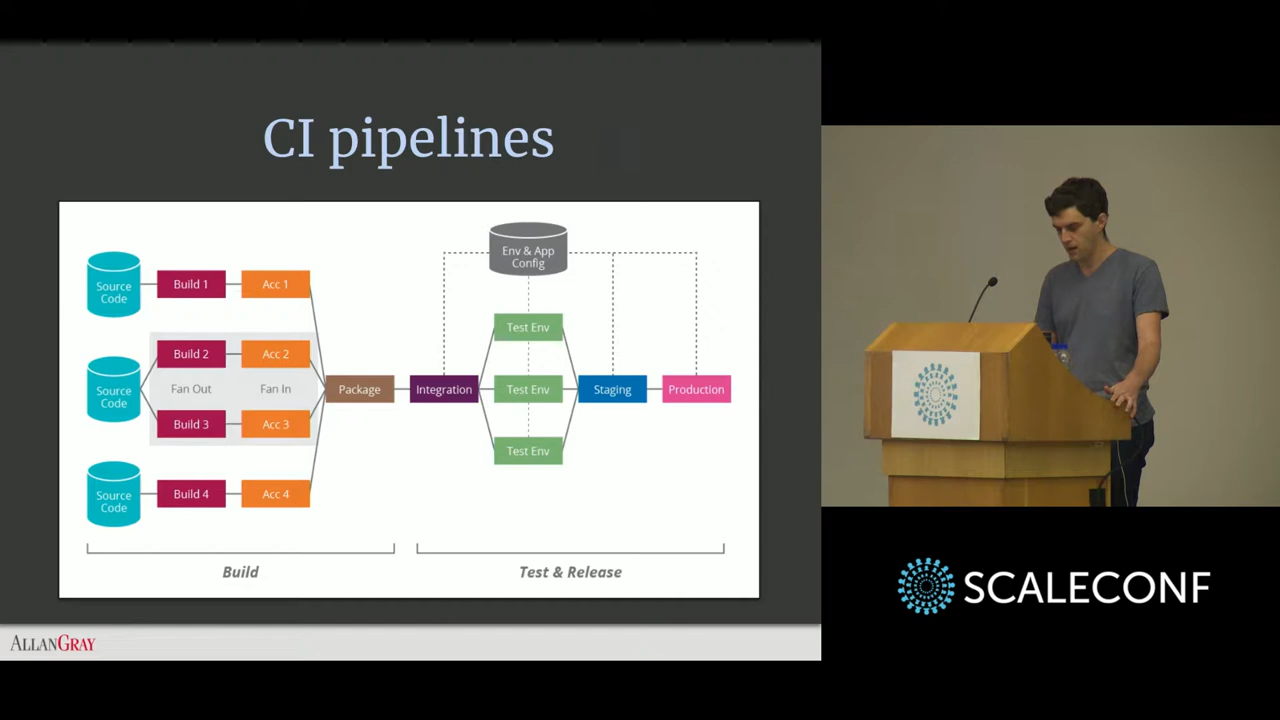 CI pipelines
Env & App
Config
Source
Code
Build 1
Acc 1
Test Env
Source
Code
Build 2
Acc 2
Fan Out
Fan In
Build 3
Acc 3
Package
Integration
Test Env
Staging
Production
Test Env
Source
Code
Build 4
Acc 4
Build
Test & Release
ALLANGRAY
SCALECONF